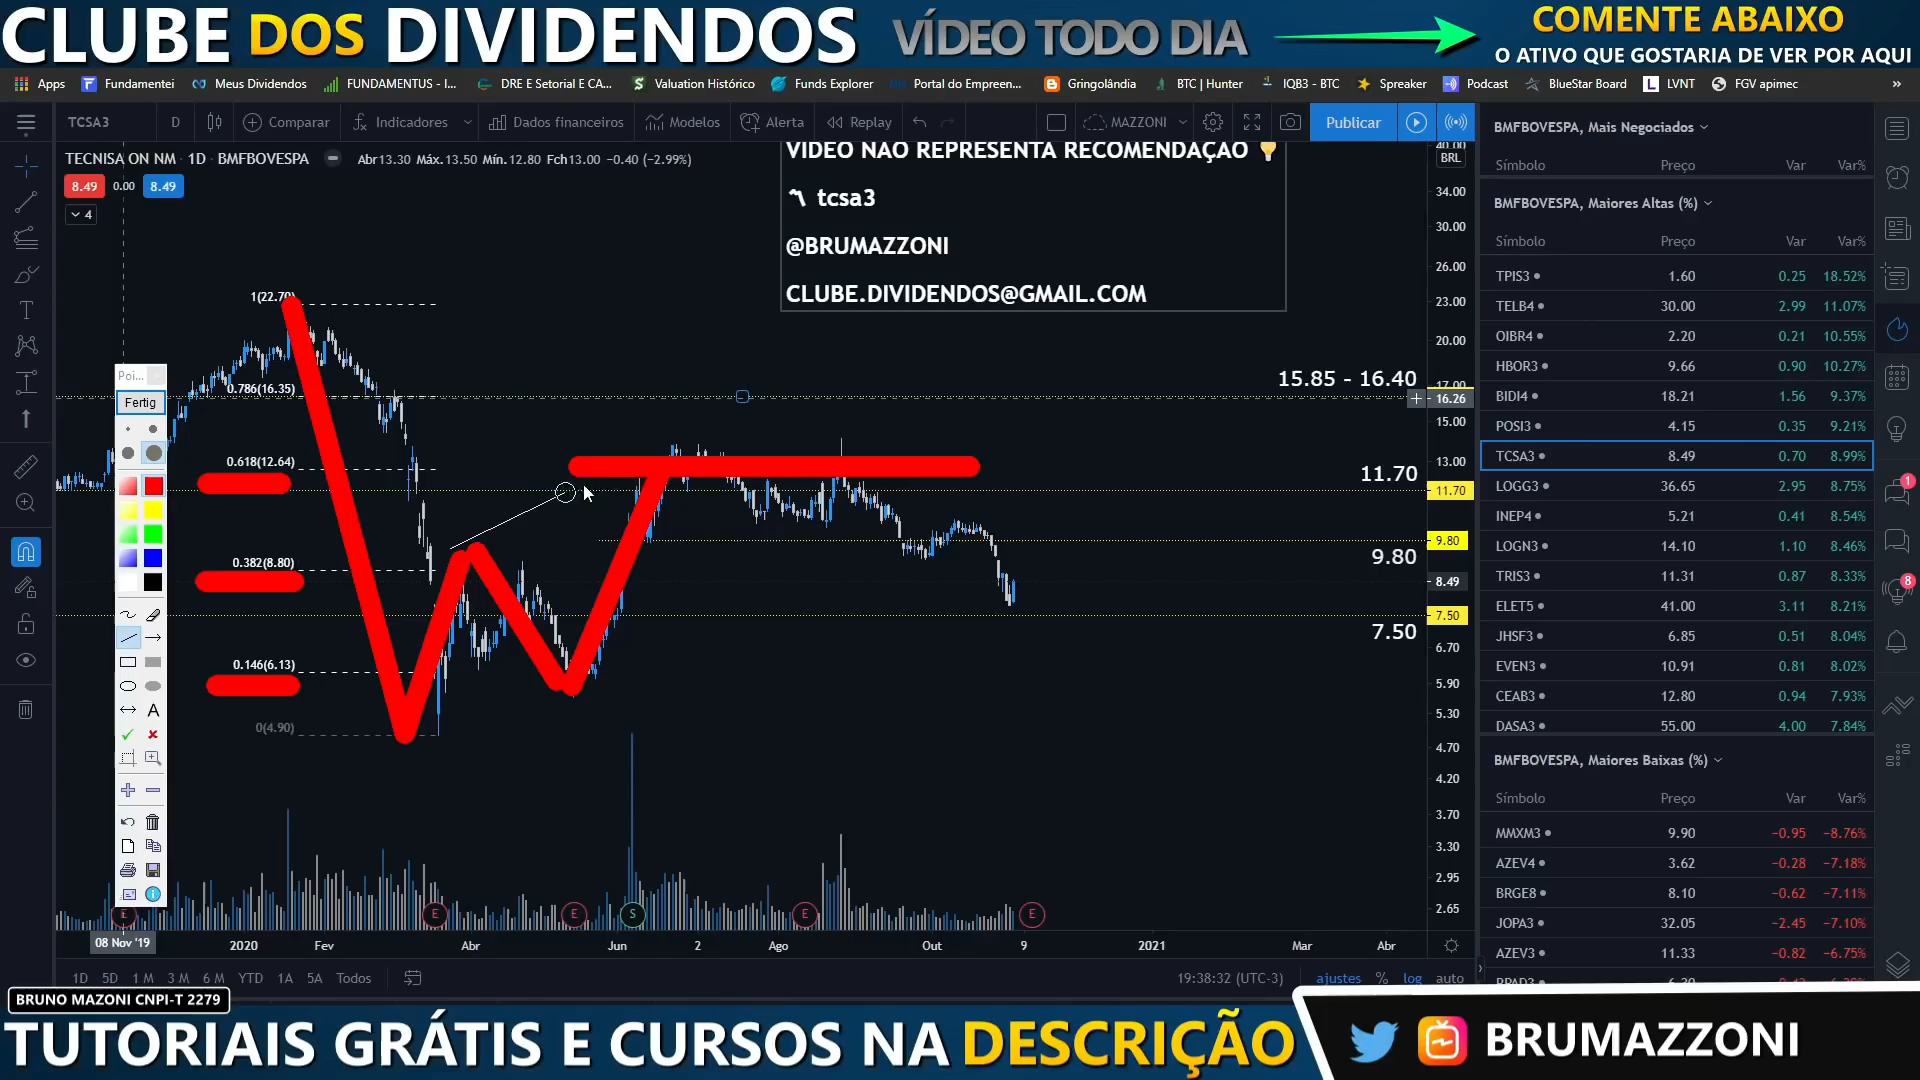 CLUBE DOS DIVIDENDOS VÍDEO TODO DIA
COMENTE ABAIXO
O ATIVO QUE GOSTARIA DE VER POR AQUI
Apps Fundamentei Meus Dividendos FUNDAMENTUS - I... DRE E Setorial E CA... Valuation Histórico Funds Explorer Portal do Empreen... Gringolândia BTC | Hunter IQB3 - BTC Spreaker Podcast BlueStar Board LVNT FGV apimec »
TCSA3 D Comparar Indicadores Dados financeiros Modelos Alerta Replay MAZZONI Publicar
TECNISA ON NM · 1D · BMFBOVESPA Abr13.30 Máx.13.50 Mín.12.80 Fch13.00 −0.40 (−2.99%)
8.49 0.00 8.49
4
VÍDEO NÃO REPRESENTA RECOMENDAÇÃO
tcsa3
@BRUMAZZONI
CLUBE.DIVIDENDOS@GMAIL.COM
BRL
40.00
34.00
30.00
26.00
23.00
20.00
17.00
16.26
15.00
13.00
11.70
9.80
8.49
7.50
6.70
5.90
5.30
4.70
4.20
3.70
3.30
2.95
2.65
1(22.70)
0.786(16.35)
0.618(12.64)
0.382(8.80)
0.146(6.13)
0(4.90)
15.85 - 16.40
11.70
9.80
7.50
Poi...
Fertig
A
E E E S E E
08 Nov '19 2020 Fev Abr Jun 2 Ago Out 9 2021 Mar Abr
1D 5D 1 M 3 M 6 M YTD 1A 5A Todos 19:38:32 (UTC-3) ajustes % log auto
BMFBOVESPA, Mais Negociados
Símbolo Preço Var Var%
BMFBOVESPA, Maiores Altas (%)
Símbolo Preço Var Var%
TPIS3 1.60 0.25 18.52%
TELB4 30.00 2.99 11.07%
OIBR4 2.20 0.21 10.55%
HBOR3 9.66 0.90 10.27%
BIDI4 18.21 1.56 9.37%
POSI3 4.15 0.35 9.21%
TCSA3 8.49 0.70 8.99%
LOGG3 36.65 2.95 8.75%
INEP4 5.21 0.41 8.54%
LOGN3 14.10 1.10 8.46%
TRIS3 11.31 0.87 8.33%
ELET5 41.00 3.11 8.21%
JHSF3 6.85 0.51 8.04%
EVEN3 10.91 0.81 8.02%
CEAB3 12.80 0.94 7.93%
DASA3 55.00 4.00 7.84%
BMFBOVESPA, Maiores Baixas (%)
Símbolo Preço Var Var%
MMXM3 9.90 −0.95 −8.76%
AZEV4 3.62 −0.28 −7.18%
BRGE8 8.10 −0.62 −7.11%
JOPA3 32.05 −2.45 −7.10%
AZEV3 11.33 −0.82 −6.75%
1
8
BRUNO MAZONI CNPI-T 2279
TUTORIAIS GRÁTIS E CURSOS NA DESCRIÇÃO
BRUMAZZONI